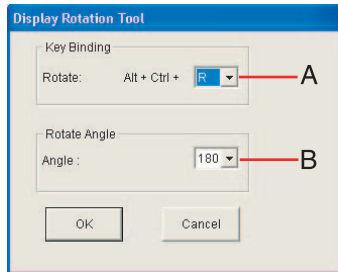 Display Rotation Tool
Key Binding
Rotate: Alt + Ctrl + R A
Rotate Angle
Angle : 180 B
OK Cancel